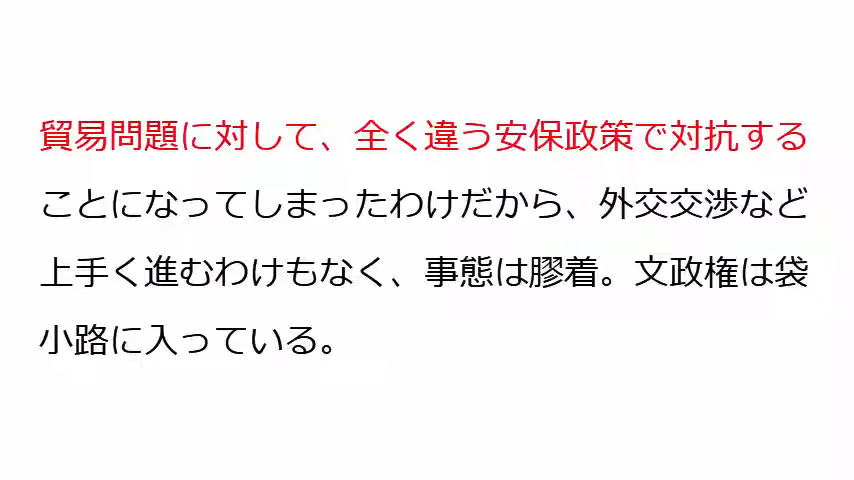 貿易問題に対して、全く違う安保政策で対抗する
ことになってしまったわけだから、外交交渉など
上手く進むわけもなく、事態は膠着。文政権は袋
小路に入っている。